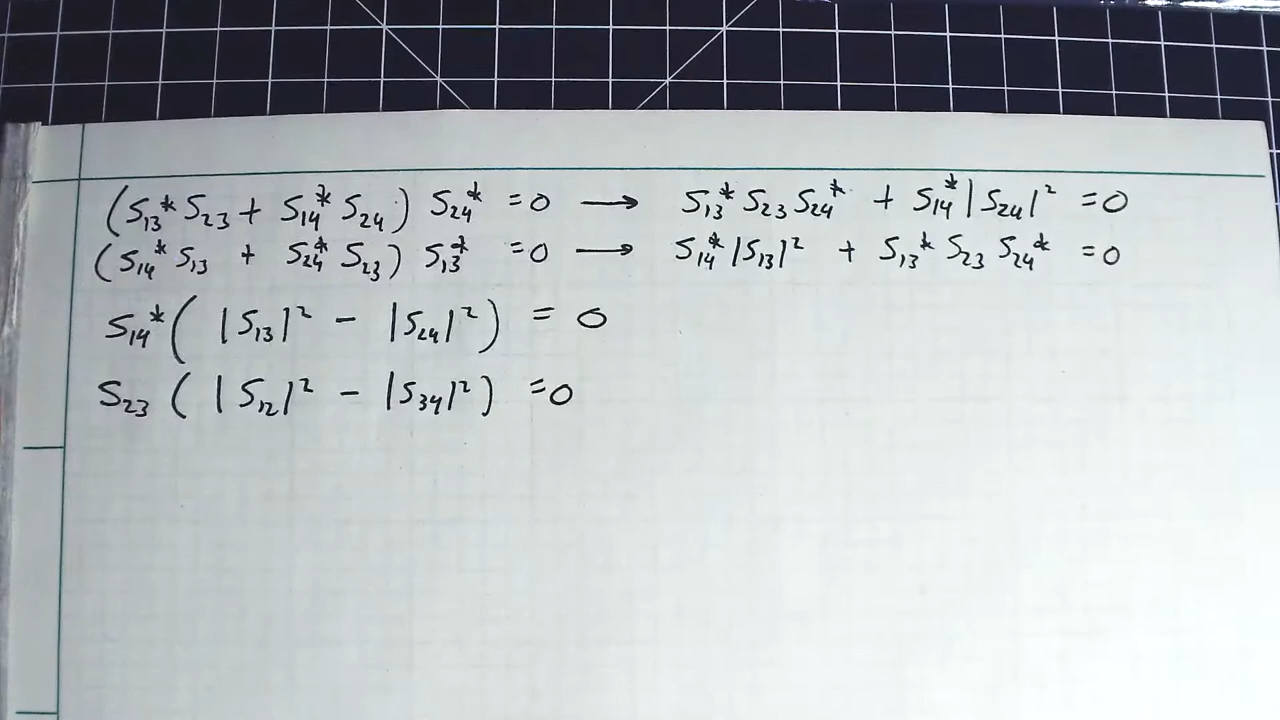 (S₁₃* S₂₃ + S₁₄* S₂₄) S₂₄* = 0 → S₁₃* S₂₃ S₂₄* + S₁₄* |S₂₄|² = 0
(S₁₄* S₁₃ + S₂₄* S₂₃) S₁₃* = 0 → S₁₄* |S₁₃|² + S₁₃* S₂₃ S₂₄* = 0
S₁₄* ( |S₁₃|² − |S₂₄|² ) = 0
S₂₃ ( |S₁₂|² − |S₃₄|² ) = 0